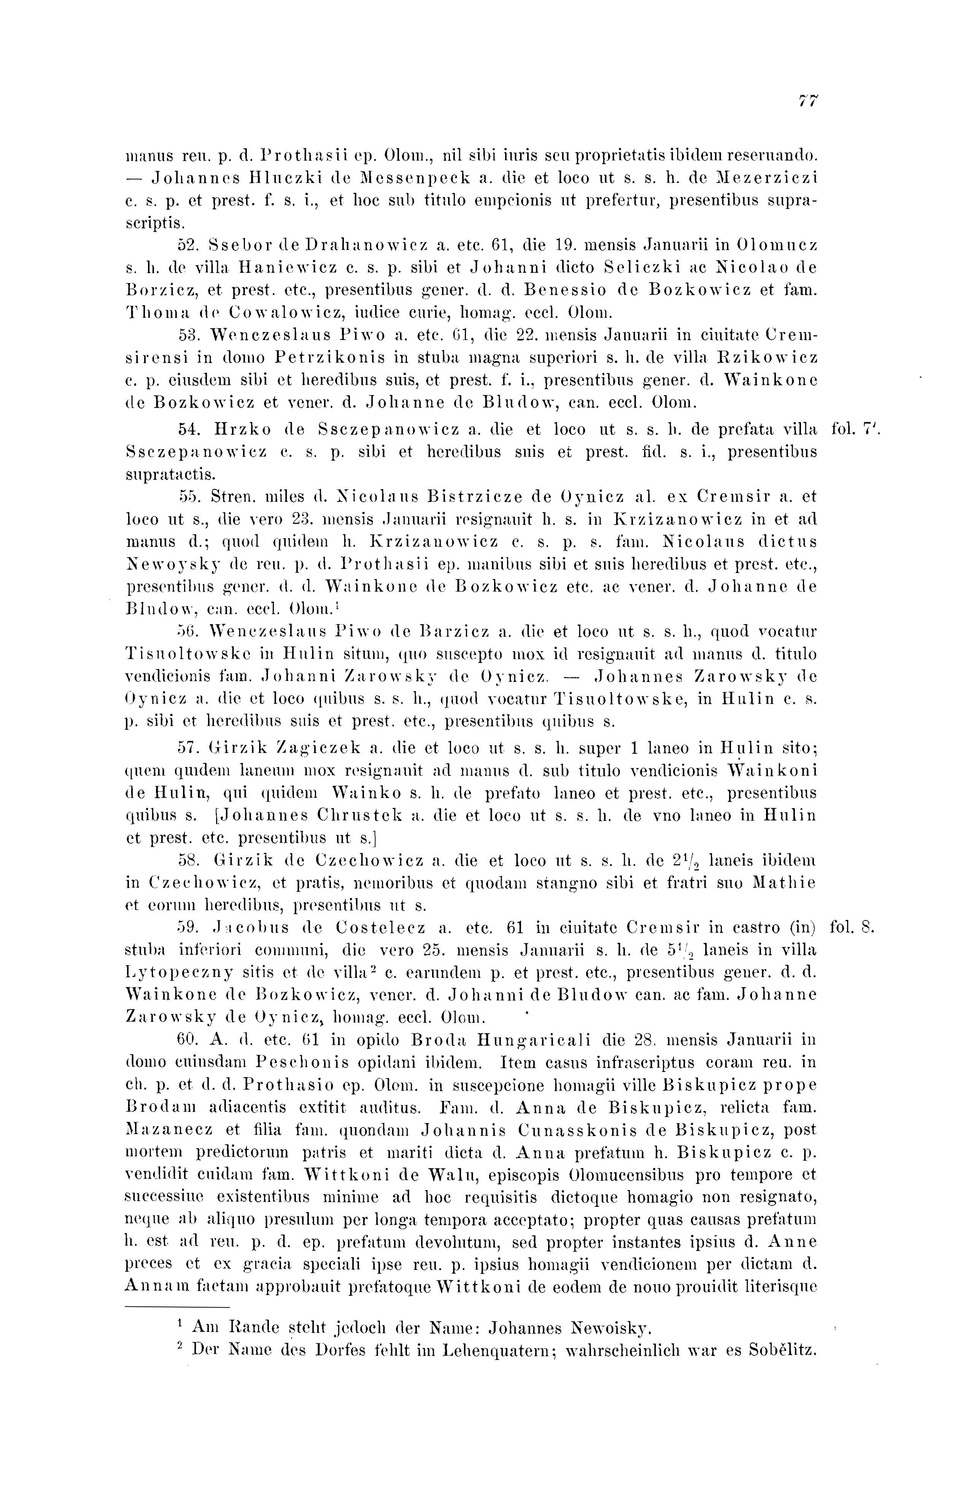 77
manus reu. p. d. Prothasii ep. Olom., nil sibi iuris seu proprietatis ibidem reseruando.
— Johannes Hluczki de Messenpeck a. die et loco ut s. s. h. de Mezerziczi
c. s. p. et prest. f. s. i., et hoc sub titulo empcionis ut prefertur, presentibus supra-
scriptis.
52. Ssebor de Drahanowicz a. etc. 61, die 19. mensis Januarii in Olomucz
s. h. de villa Haniewicz c. s. p. sibi et Johanni dicto Seliczki ac Nicolao de
Borzicz, et prest. etc., presentibus gener. d. d. Benessio de Bozkowicz et fam.
Thoma de Cowalowicz, iudice curie, homag. eccl. Olom.
53. Wenczeslaus Piwo a. etc. 61, die 22. mensis Januarii in ciuitate Crem-
sirensi in domo Petrzikonis in stuba magna superiori s. h. de villa Rzikowicz
c. p. eiusdem sibi et heredibus suis, et prest. f. i., presentibus gener. d. Wainkone
de Bozkowicz et vener. d. Johanne de Bludow, can. eccl. Olom.
54. Hrzko de Ssczepanowicz a. die et loco ut s. s. h. de prefata villa fol. 7'.
Ssczepanowicz c. s. p. sibi et heredibus suis et prest. fid. s. i., presentibus
supratactis.
55. Stren. miles d. Nicolaus Bistrzicze de Oynicz al. ex Cremsir a. et
loco ut s., die vero 23. mensis Januarii resignauit h. s. in Krzizanowicz in et ad
manus d.; quod quidem h. Krzizanowicz c. s. p. s. fam. Nicolaus dictus
Newoysky de reu. p. d. Prothasii ep. manibus sibi et suis heredibus et prest. etc.,
presentibus gener. d. d. Wainkone de Bozkowicz etc. ac vener. d. Johanne de
Bludow, can. eccl. Olom.¹
56. Wenczeslaus Piwo de Barzicz a. die et loco ut s. s. h., quod vocatur
Tisnoltowske in Hulin situm, quo suscepto mox id resignauit ad manus d. titulo
vendicionis fam. Johanni Zarowsky de Oynicz. — Johannes Zarowsky de
Oynicz a. die et loco quibus s. s. h., quod vocatur Tisuoltowske, in Hulin c. s.
p. sibi et heredibus suis et prest. etc., presentibus quibus s.
57. Girzik Zagiczek a. die et loco ut s. s. h. super 1 laneo in Hulin sito;
quem quidem laneum mox resignauit ad manus d. sub titulo vendicionis Wainkoni
de Hulin, qui quidem Wainko s. h. de prefato laneo et prest. etc., presentibus
quibus s. [Johannes Chrustek a. die et loco ut s. s. h. de vno laneo in Hulin
et prest. etc. presentibus ut s.]
58. Girzik de Czechowicz a. die et loco ut s. s. h. de 2¹/₂ laneis ibidem
in Czechowicz, et pratis, nemoribus et quodam stangno sibi et fratri suo Mathie
et eorum heredibus, presentibus ut s.
59. Jacobus de Costelecz a. etc. 61 in ciuitate Cremsir in castro (in) fol. 8.
stuba inferiori communi, die vero 25. mensis Januarii s. h. de 5¹/₂ laneis in villa
Lytopeczny sitis et de villa² c. earundem p. et prest. etc., presentibus gener. d. d.
Wainkone de Bozkowicz, vener. d. Johanni de Bludow can. ac fam. Johanne
Zarowsky de Oynicz, homag. eccl. Olom.
60. A. d. etc. 61 in opido Broda Hungaricali die 28. mensis Januarii in
domo cuiusdam Peschonis opidani ibidem. Item casus infrascriptus coram reu. in
ch. p. et d. d. Prothasio ep. Olom. in suscepcione homagii ville Biskupicz prope
Brodam adiacentis extitit auditus. Fam. d. Anna de Biskupicz, relicta fam.
Mazanecz et filia fam. quondam Johannis Cunasskonis de Biskupicz, post
mortem predictorum patris et mariti dicta d. Anna prefatum h. Biskupicz c. p.
vendidit cuidam fam. Wittkoni de Walu, episcopis Olomucensibus pro tempore et
successiue existentibus minime ad hoc requisitis dictoque homagio non resignato,
neque ab aliquo presulum per longa tempora acceptato; propter quas causas prefatum
h. est ad reu. p. d. ep. prefatum devolutum, sed propter instantes ipsius d. Anne
preces et ex gracia speciali ipse reu. p. ipsius homagii vendicionem per dictam d.
Annam factam approbauit prefatoque Wittkoni de eodem de nouo prouidit literisque
¹ Am Rande steht jedoch der Name: Johannes Newoisky.
² Der Name des Dorfes fehlt im Lehenquatern; wahrscheinlich war es Sobělitz.